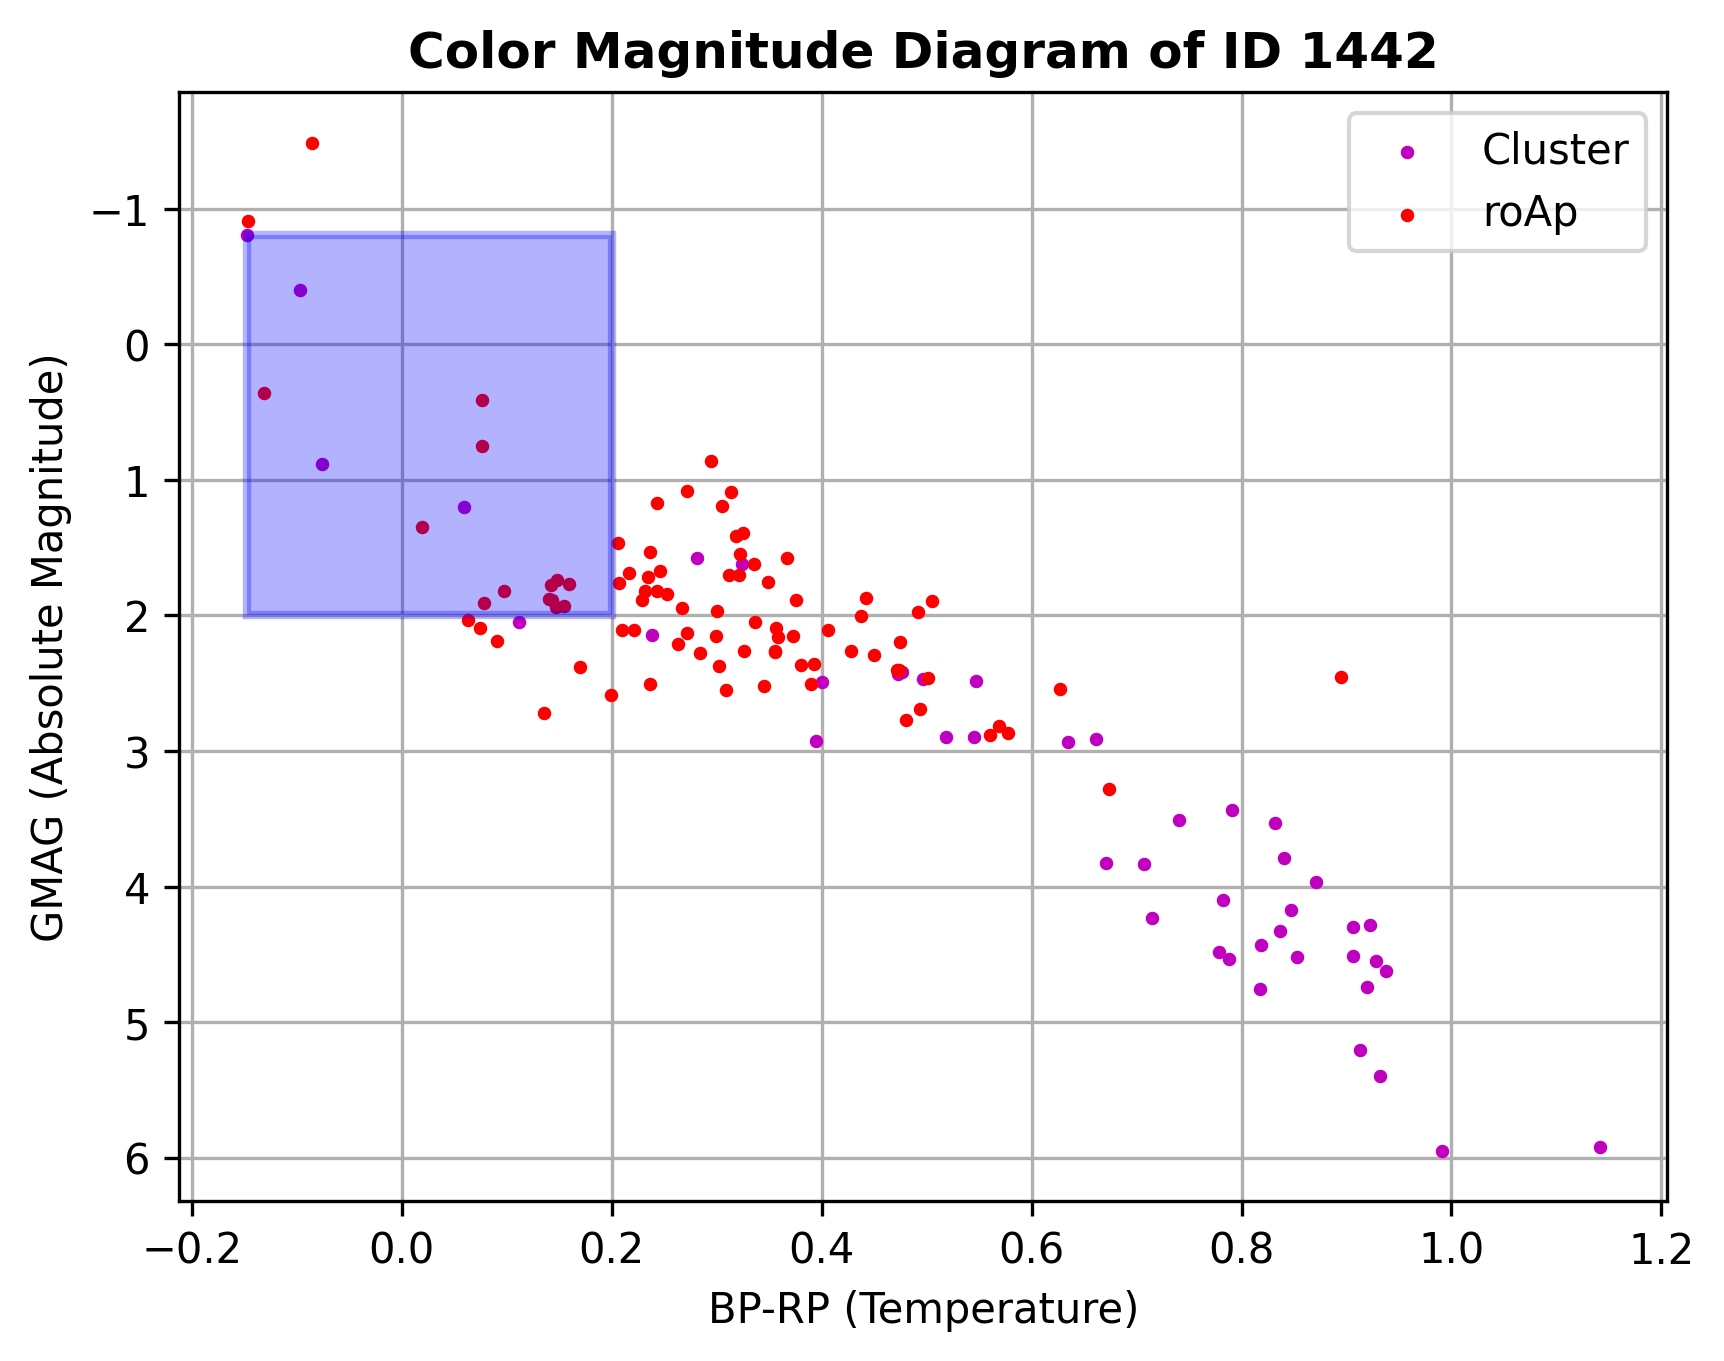 Color Magnitude Diagram of ID 1442
Cluster
roAp
GMAG (Absolute Magnitude)
−1
0
1
2
3
4
5
6
−0.2 0.0 0.2 0.4 0.6 0.8 1.0 1.2
BP-RP (Temperature)